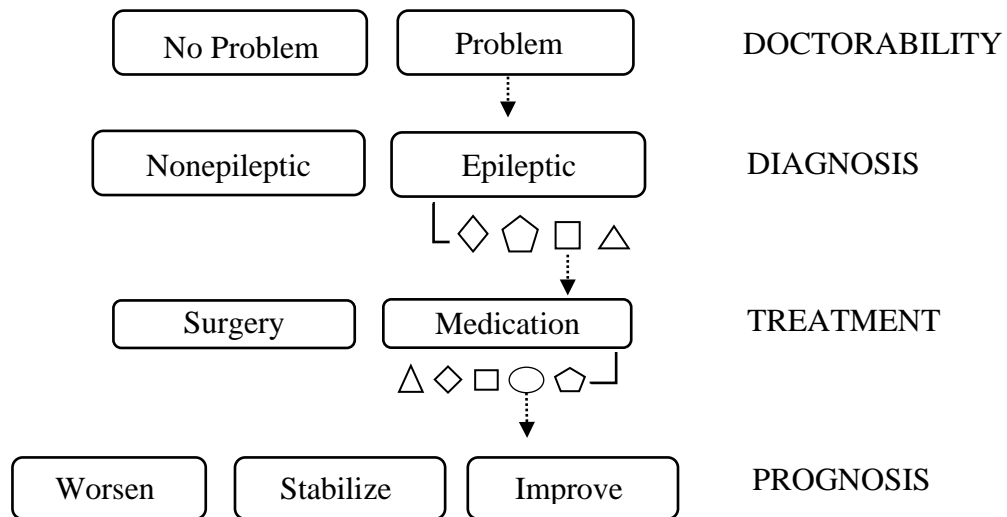 No Problem Problem DOCTORABILITY
Nonepileptic Epileptic DIAGNOSIS
Surgery Medication TREATMENT
Worsen Stabilize Improve PROGNOSIS